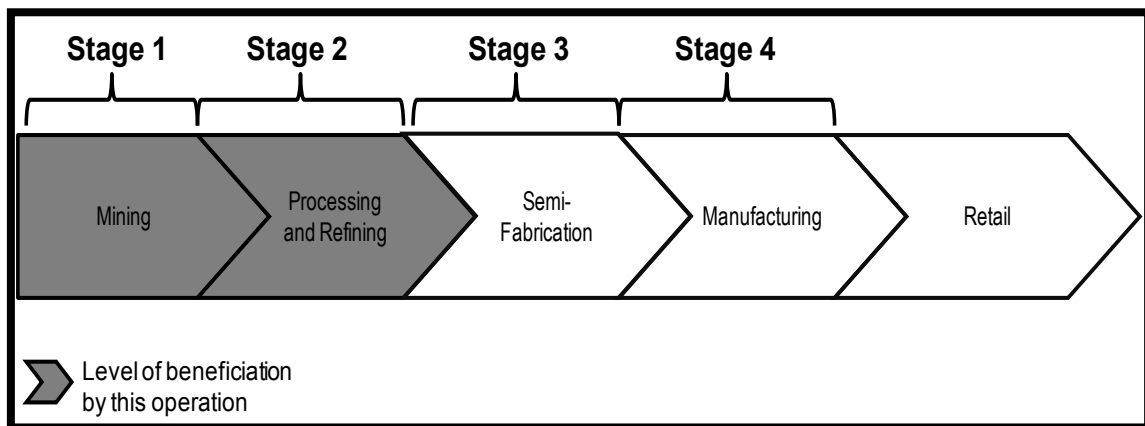 Stage 1 Stage 2 Stage 3 Stage 4
Mining
Processing
and Refining
Semi-
Fabrication
Manufacturing
Retail
Level of beneficiation
by this operation